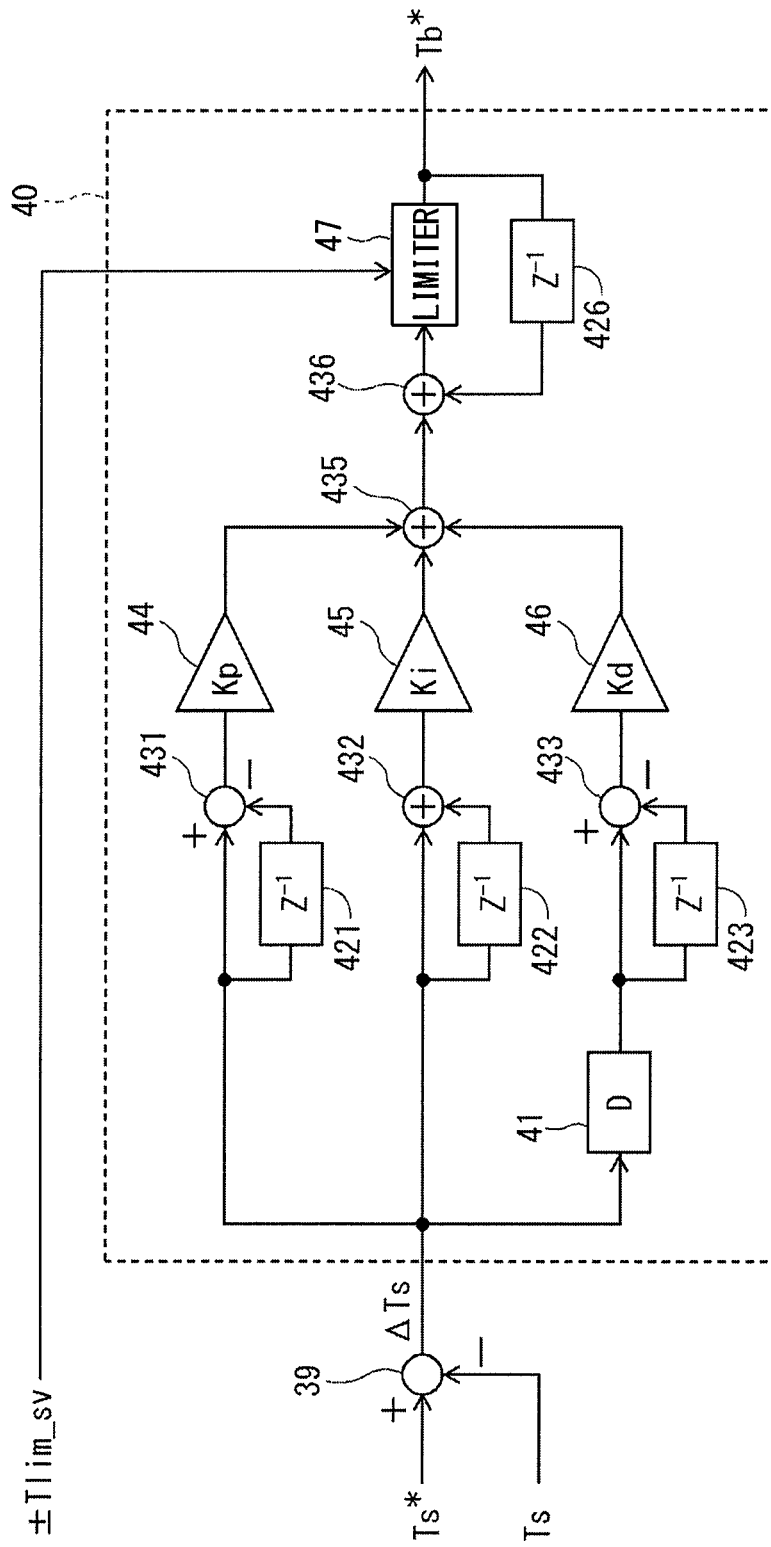 ±Tlim_sv
40
Ts*
+
39
ΔTs
−
Ts
+
431
−
44
Kp
Z⁻¹
421
432
+
45
Ki
Z⁻¹
422
41
D
+
433
−
46
Kd
Z⁻¹
423
435
+
436
+
47
LIMITER
Z⁻¹
426
Tb*